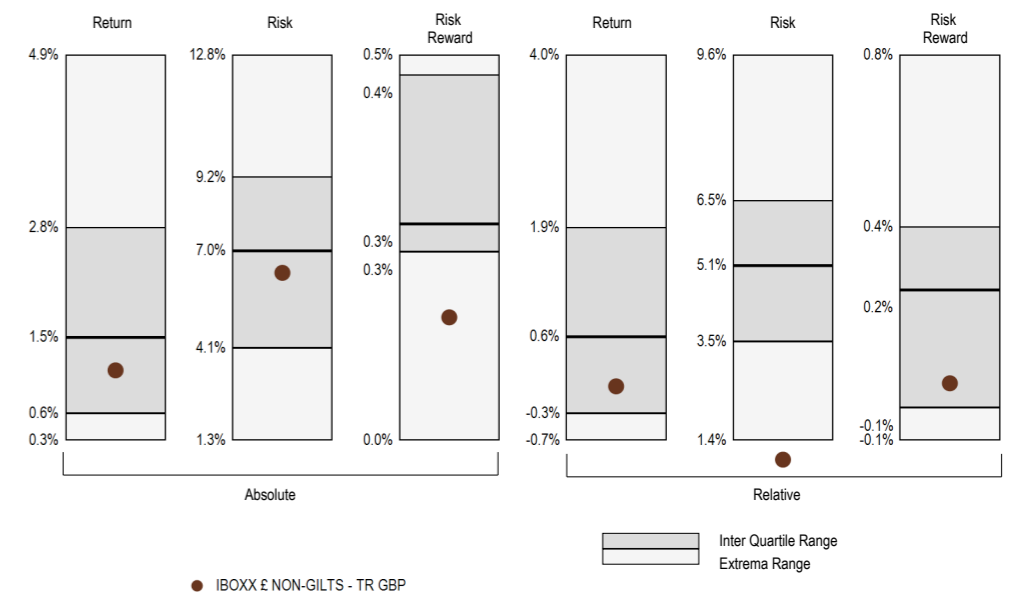 Return
Risk
Risk
Reward
Return
Risk
Risk
Reward
4.9%
2.8%
1.5%
0.6%
0.3%
12.8%
9.2%
7.0%
4.1%
1.3%
0.5%
0.4%
0.3%
0.3%
0.0%
4.0%
1.9%
0.6%
-0.3%
-0.7%
9.6%
6.5%
5.1%
3.5%
1.4%
0.8%
0.4%
0.2%
-0.1%
-0.1%
Absolute
Relative
Inter Quartile Range
Extrema Range
IBOXX £ NON-GILTS - TR GBP